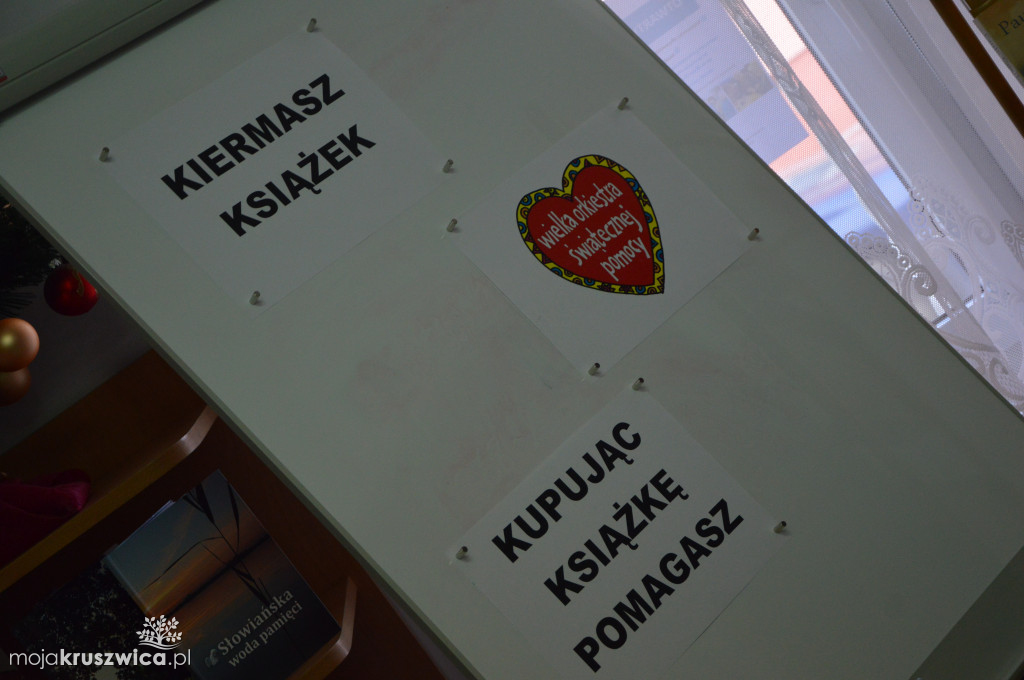 KIERMASZ
KSIĄŻEK
wielka orkiestra
świątecznej
pomocy
KUPUJĄC
KSIĄŻKĘ
POMAGASZ
Słowiańska
woda pamięci
mojakruszwica.pl